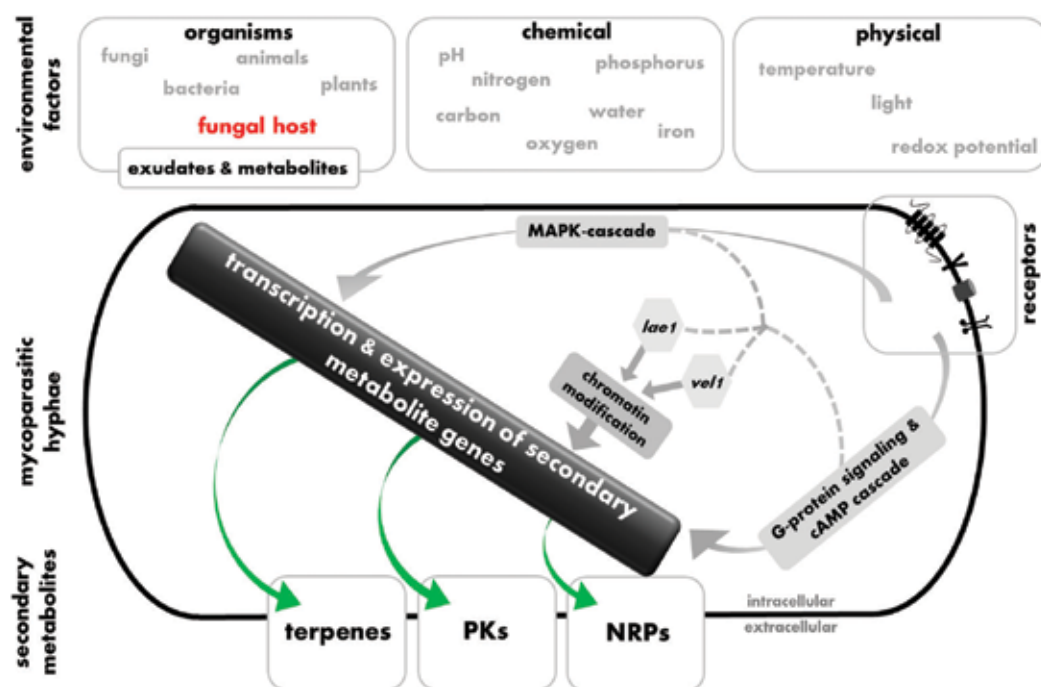 environmental
factors
organisms
fungi
animals
bacteria
plants
fungal host
exudates & metabolites
chemical
pH
phosphorus
nitrogen
carbon
water
iron
oxygen
physical
temperature
light
redox potential
mycoparasitic
hyphae
receptors
MAPK-cascade
transcription & expression of secondary
metabolite genes
lae1
vel1
chromatin
modification
G-protein signaling &
cAMP cascade
intracellular
extracellular
secondary
metabolites
terpenes
PKs
NRPs